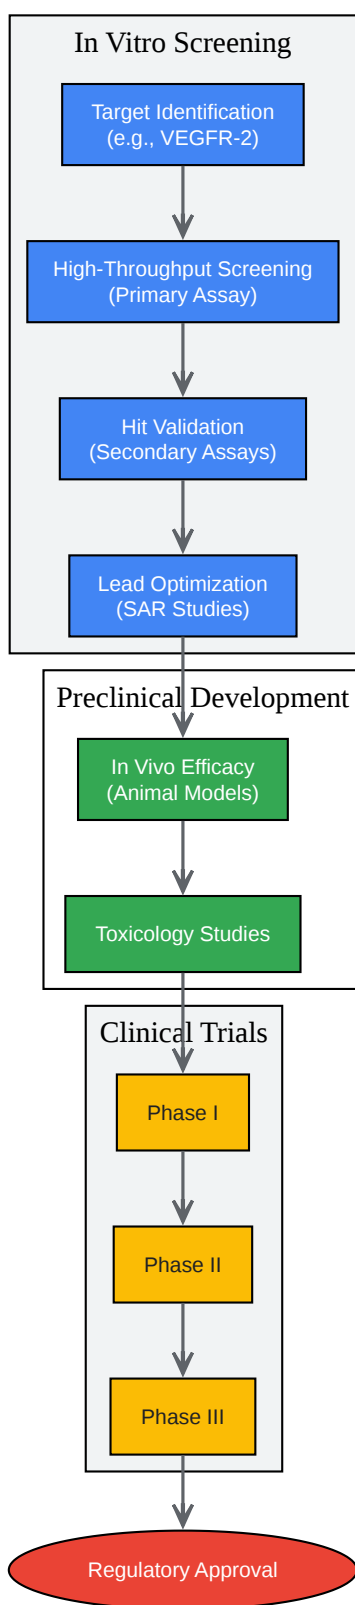 In Vitro Screening
Target Identification
(e.g., VEGFR-2)
High-Throughput Screening
(Primary Assay)
Hit Validation
(Secondary Assays)
Lead Optimization
(SAR Studies)
Preclinical Development
In Vivo Efficacy
(Animal Models)
Toxicology Studies
Clinical Trials
Phase I
Phase II
Phase III
Regulatory Approval